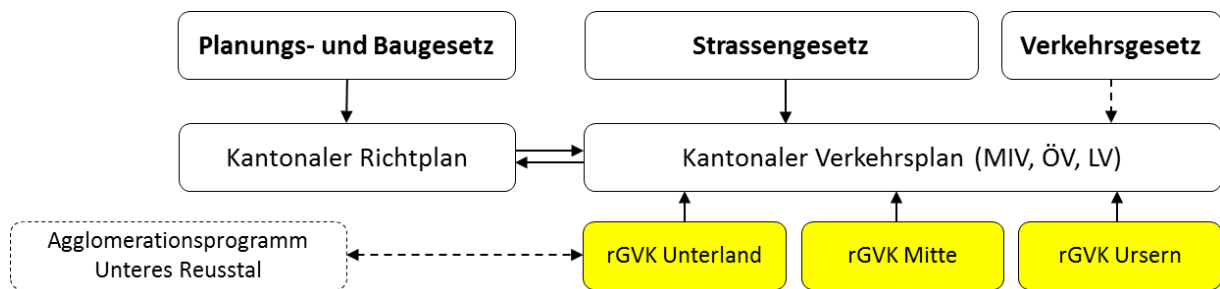 Planungs- und Baugesetz
Strassengesetz
Verkehrsgesetz
Kantonaler Richtplan
Kantonaler Verkehrsplan (MIV, ÖV, LV)
Agglomerationsprogramm
Unteres Reusstal
rGVK Unterland
rGVK Mitte
rGVK Ursern